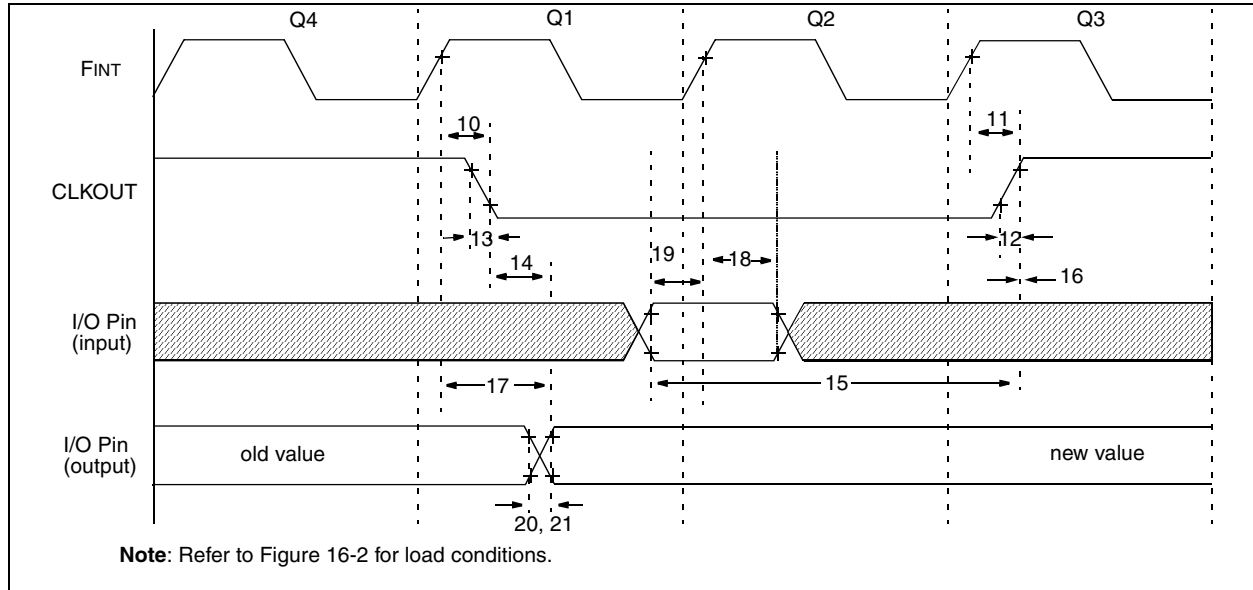 Q4 Q1 Q2 Q3
FINT
10 11
CLKOUT
13 12
14 19 18 16
I/O Pin
(input)
17 15
I/O Pin
(output)
old value new value
20, 21
Note: Refer to Figure 16-2 for load conditions.